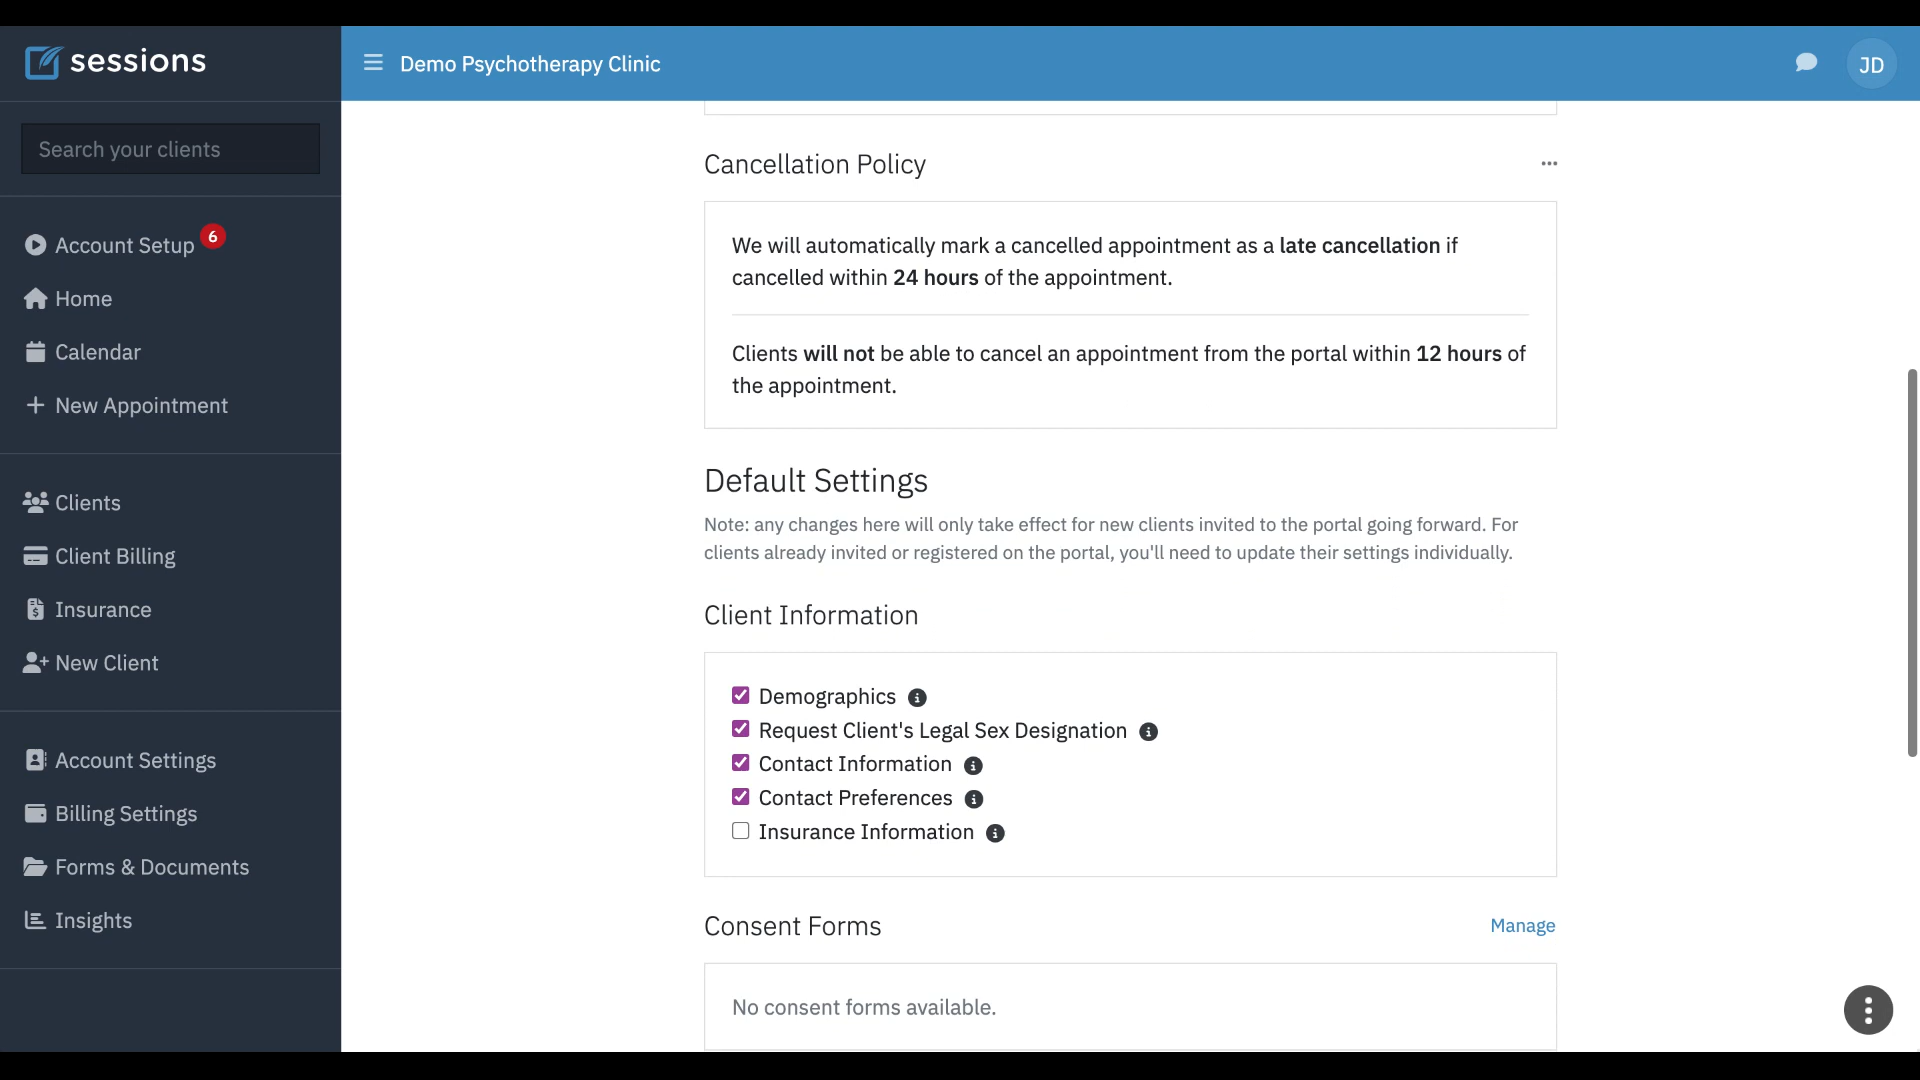 sessions
Demo Psychotherapy Clinic
JD
Search your clients
Account Setup 6
Home
Calendar
New Appointment
Clients
Client Billing
Insurance
New Client
Account Settings
Billing Settings
Forms & Documents
Insights
Cancellation Policy
We will automatically mark a cancelled appointment as a late cancellation if
cancelled within 24 hours of the appointment.
Clients will not be able to cancel an appointment from the portal within 12 hours of
the appointment.
Default Settings
Note: any changes here will only take effect for new clients invited to the portal going forward. For
clients already invited or registered on the portal, you'll need to update their settings individually.
Client Information
Demographics
Request Client's Legal Sex Designation
Contact Information
Contact Preferences
Insurance Information
Consent Forms
Manage
No consent forms available.